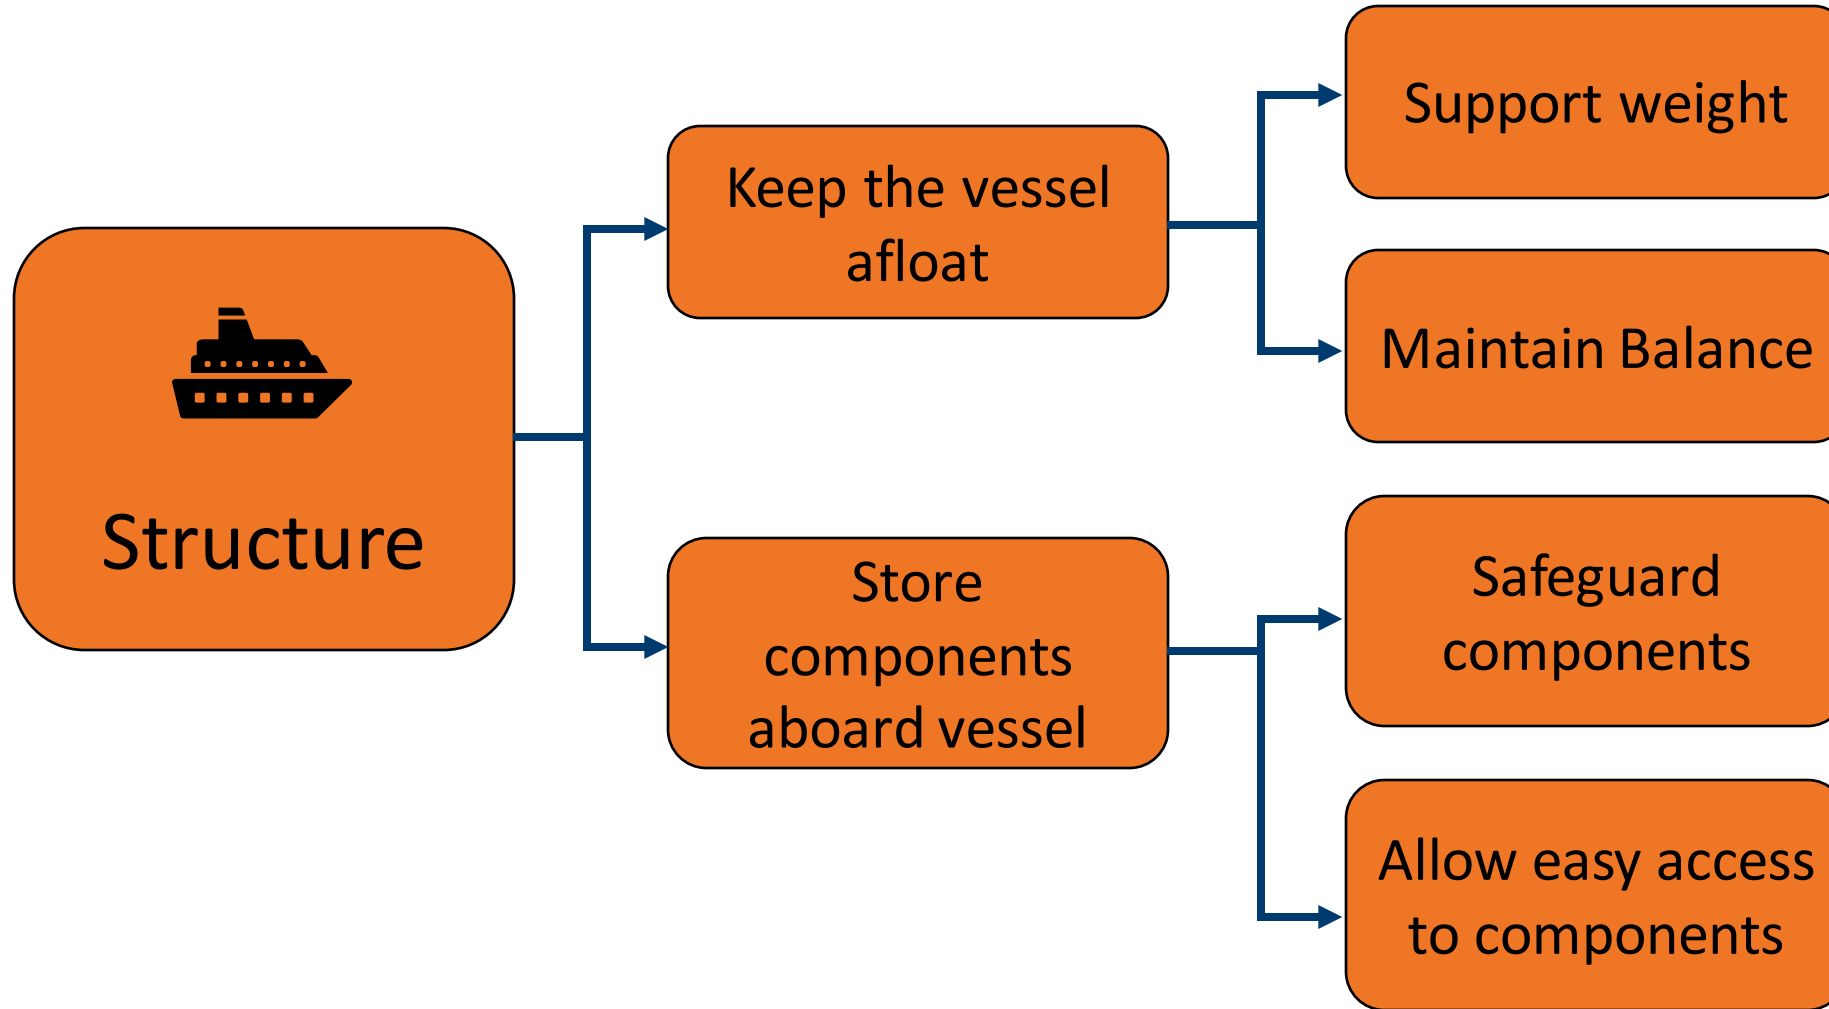 Structure
Keep the vessel
afloat
Store
components
aboard vessel
Support weight
Maintain Balance
Safeguard
components
Allow easy access
to components